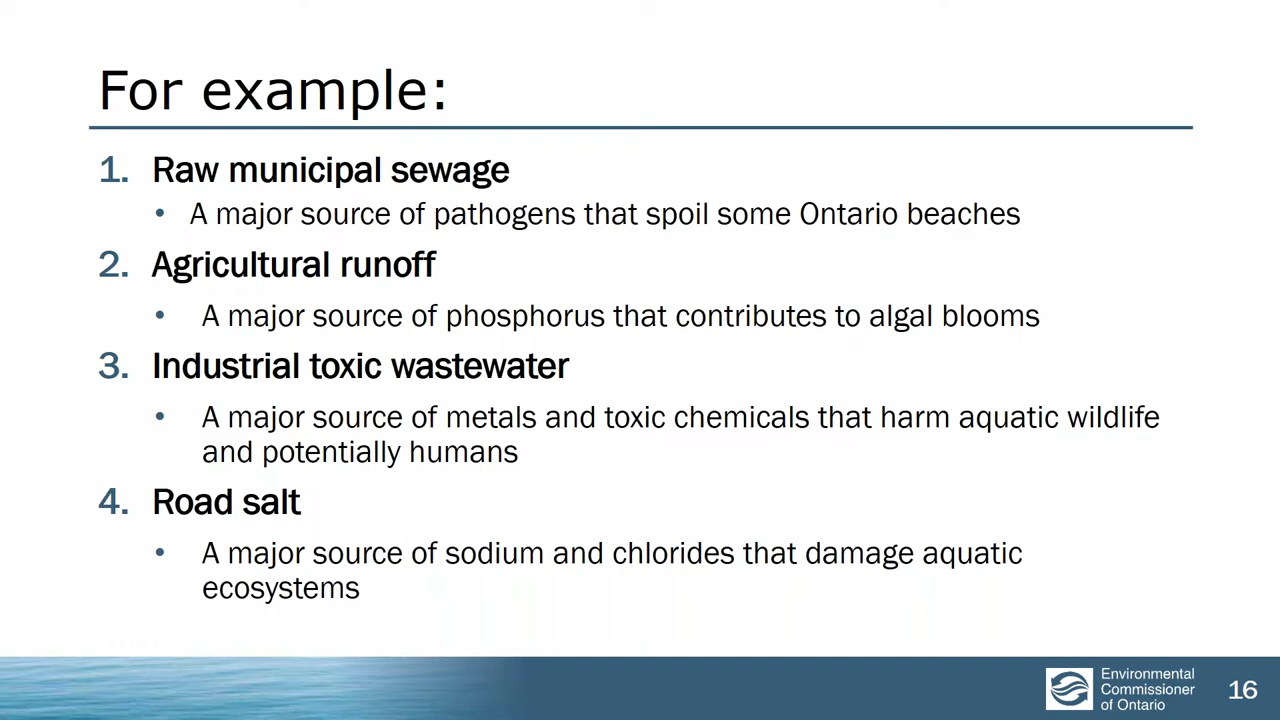 For example:
1. Raw municipal sewage
• A major source of pathogens that spoil some Ontario beaches
2. Agricultural runoff
• A major source of phosphorus that contributes to algal blooms
3. Industrial toxic wastewater
• A major source of metals and toxic chemicals that harm aquatic wildlife
and potentially humans
4. Road salt
• A major source of sodium and chlorides that damage aquatic
ecosystems
Environmental
Commissioner
of Ontario
16